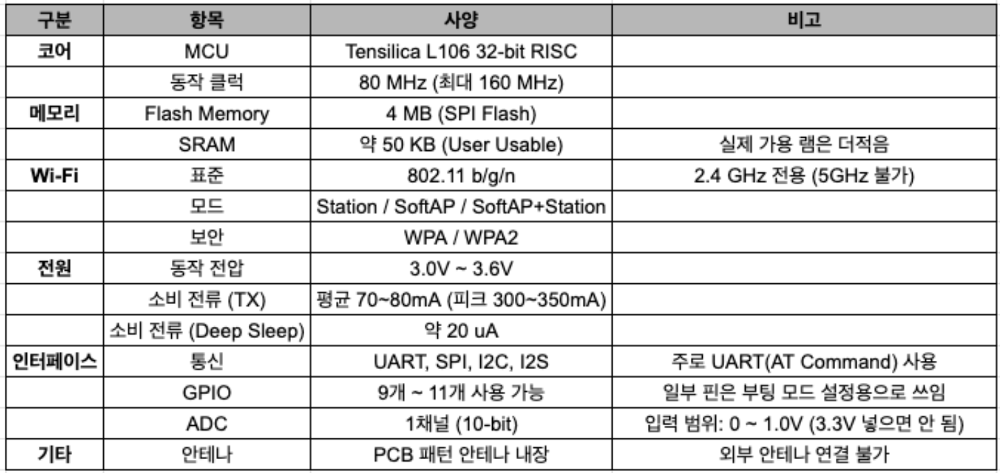 구분 항목 사양 비고
코어 MCU Tensilica L106 32-bit RISC
동작 클럭 80 MHz (최대 160 MHz)
메모리 Flash Memory 4 MB (SPI Flash)
SRAM 약 50 KB (User Usable) 실제 가용 램은 더적음
Wi-Fi 표준 802.11 b/g/n 2.4 GHz 전용 (5GHz 불가)
모드 Station / SoftAP / SoftAP+Station
보안 WPA / WPA2
전원 동작 전압 3.0V ~ 3.6V
소비 전류 (TX) 평균 70~80mA (피크 300~350mA)
소비 전류 (Deep Sleep) 약 20 uA
인터페이스 통신 UART, SPI, I2C, I2S 주로 UART(AT Command) 사용
GPIO 9개 ~ 11개 사용 가능 일부 핀은 부팅 모드 설정용으로 쓰임
ADC 1채널 (10-bit) 입력 범위: 0 ~ 1.0V (3.3V 넣으면 안 됨)
기타 안테나 PCB 패턴 안테나 내장 외부 안테나 연결 불가